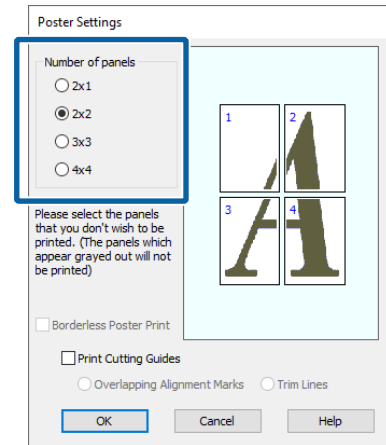 Poster Settings
Number of panels
2x1
2x2
3x3
4x4
1
2
3
4
Please select the panels
that you don't wish to be
printed. (The panels which
appear grayed out will not
be printed)
Borderless Poster Print
Print Cutting Guides
Overlapping Alignment Marks
Trim Lines
OK
Cancel
Help